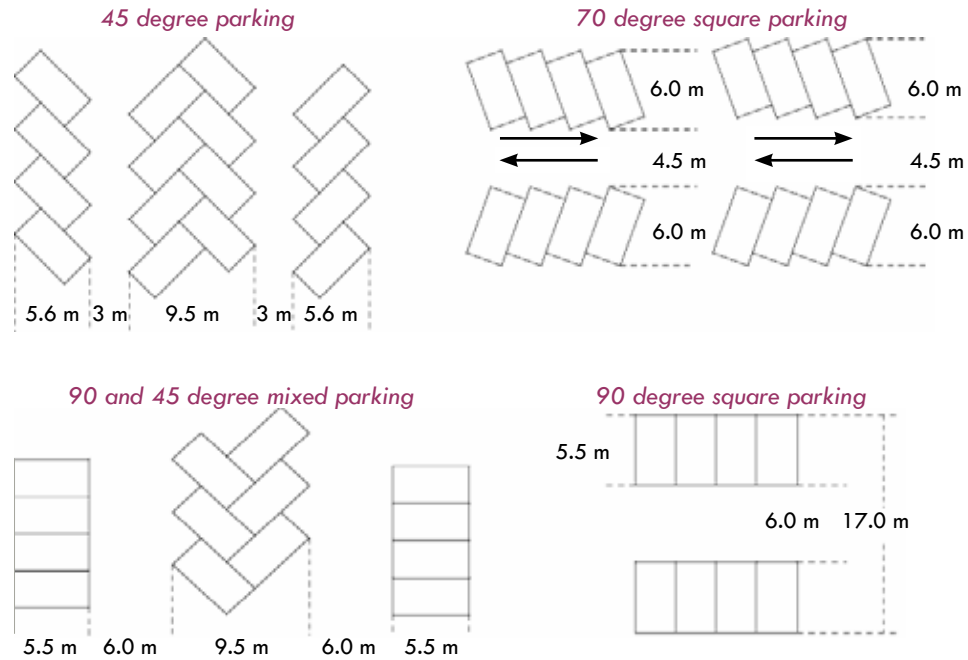 45 degree parking
5.6 m 3 m 9.5 m 3 m 5.6 m
70 degree square parking
6.0 m 6.0 m
4.5 m 4.5 m
6.0 m 6.0 m
90 and 45 degree mixed parking
5.5 m 6.0 m 9.5 m 6.0 m 5.5 m
90 degree square parking
5.5 m
6.0 m 17.0 m